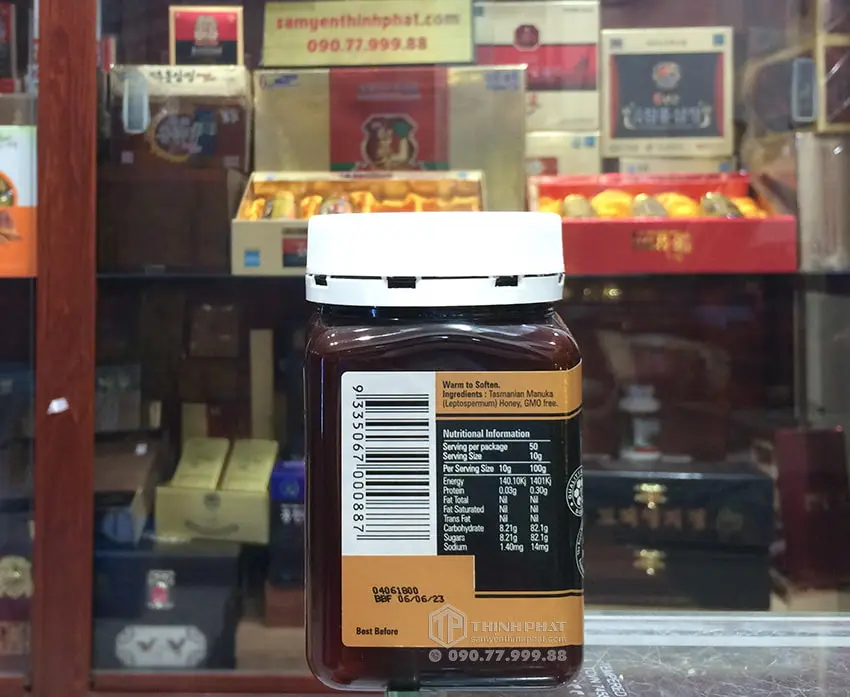 samyenthinhphat.com
090.77.999.88
Warm to Soften.
Ingredients : Tasmanian Manuka
(Leptospermum) Honey, GMO free.
9335067000887
Nutritional Information
Serving per package 50
Serving Size 10g
Per Serving Size 10g 100g
Energy 140.10Kj 1401Kj
Protein 0.03g 0.30g
Fat Total Nil Nil
Fat Saturated Nil Nil
Trans Fat Nil Nil
Carbohydrate 8.21g 82.1g
Sugars 8.21g 82.1g
Sodium 1.40mg 14mg
04061800
BBF 06/06/23
Best Before
THINH PHAT
samyenthinhphat.com
090.77.999.88